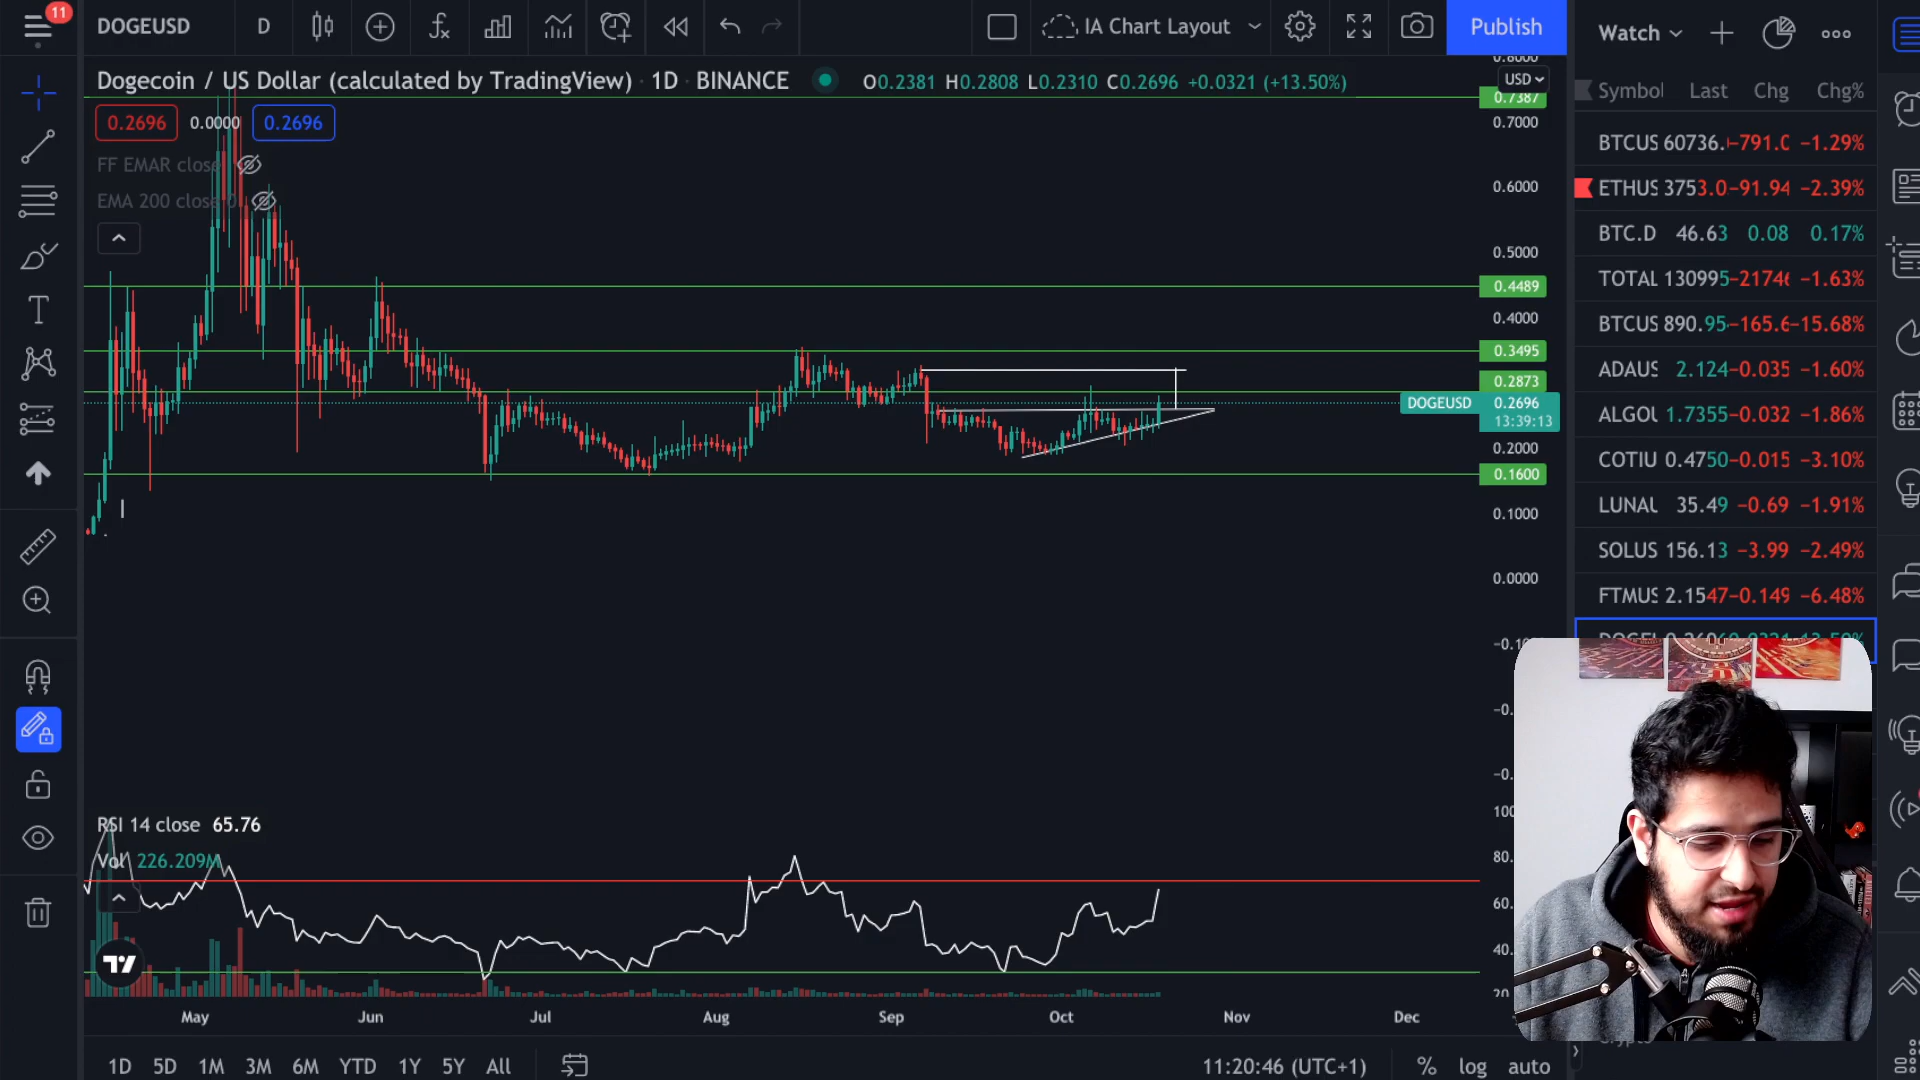 11
DOGEUSD
D
IA Chart Layout
Publish
Watch
Dogecoin / US Dollar (calculated by TradingView) · 1D · BINANCE
O0.2381 H0.2808 L0.2310 C0.2696 +0.0321 (+13.50%)
USD
0.2696 0.0000 0.2696
FF EMAR close
EMA 200 close 0
Symbol Last Chg Chg%
BTCUS 60736. −791.0 −1.29%
ETHUS 3753.0 −91.94 −2.39%
BTC.D 46.63 0.08 0.17%
TOTAL 130995 −21746 −1.63%
BTCUS 890.95 −165.6 −15.68%
ADAUS 2.124 −0.035 −1.60%
ALGOU 1.7355 −0.032 −1.86%
COTIU 0.4750 −0.015 −3.10%
LUNAU 35.49 −0.69 −1.91%
SOLUS 156.13 −3.99 −2.49%
FTMUS 2.1547 −0.149 −6.48%
0.8000
0.7387
0.7000
0.6000
0.5000
0.4489
0.4000
0.3495
0.2873
DOGEUSD 0.2696
13:39:13
0.2000
0.1600
0.1000
0.0000
RSI 14 close 65.76
Vol 226.209M
100
80.
60.
40.
20
May Jun Jul Aug Sep Oct Nov Dec
1D 5D 1M 3M 6M YTD 1Y 5Y All
11:20:46 (UTC+1)
% log auto